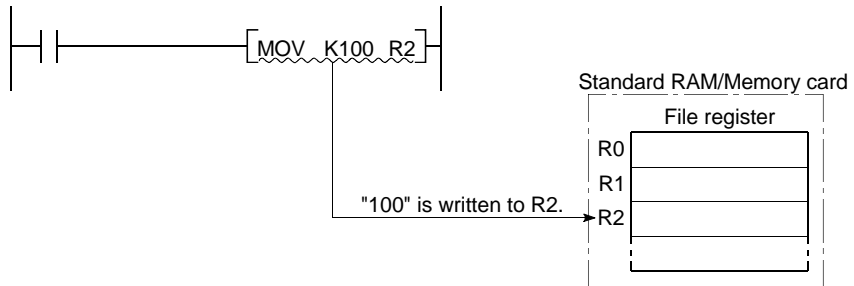 MOV K100 R2
Standard RAM/Memory card
File register
R0
R1
"100" is written to R2.
R2